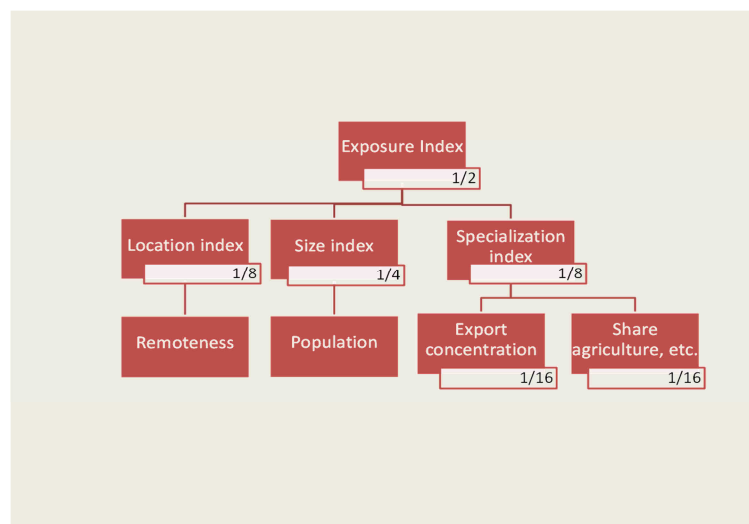 Exposure Index
1/2
Location index
1/8
Size index
1/4
Specialization
index
1/8
Remoteness
Population
Export
concentration
1/16
Share
agriculture, etc.
1/16